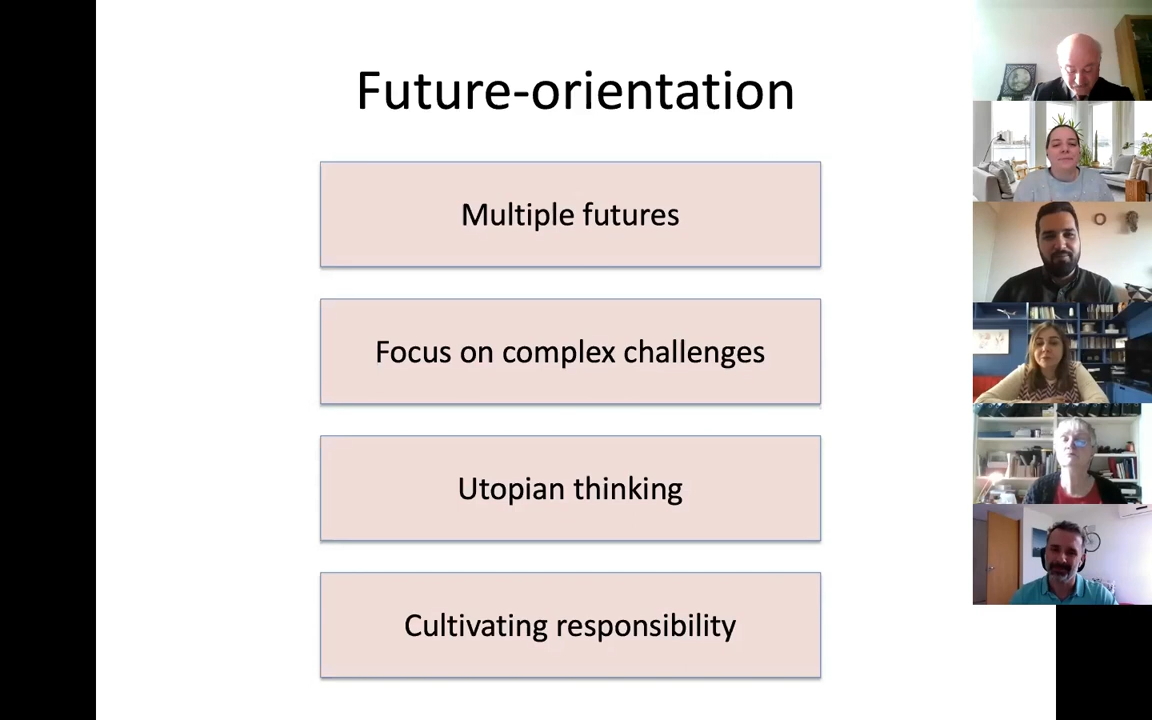 Future-orientation
Multiple futures
Focus on complex challenges
Utopian thinking
Cultivating responsibility